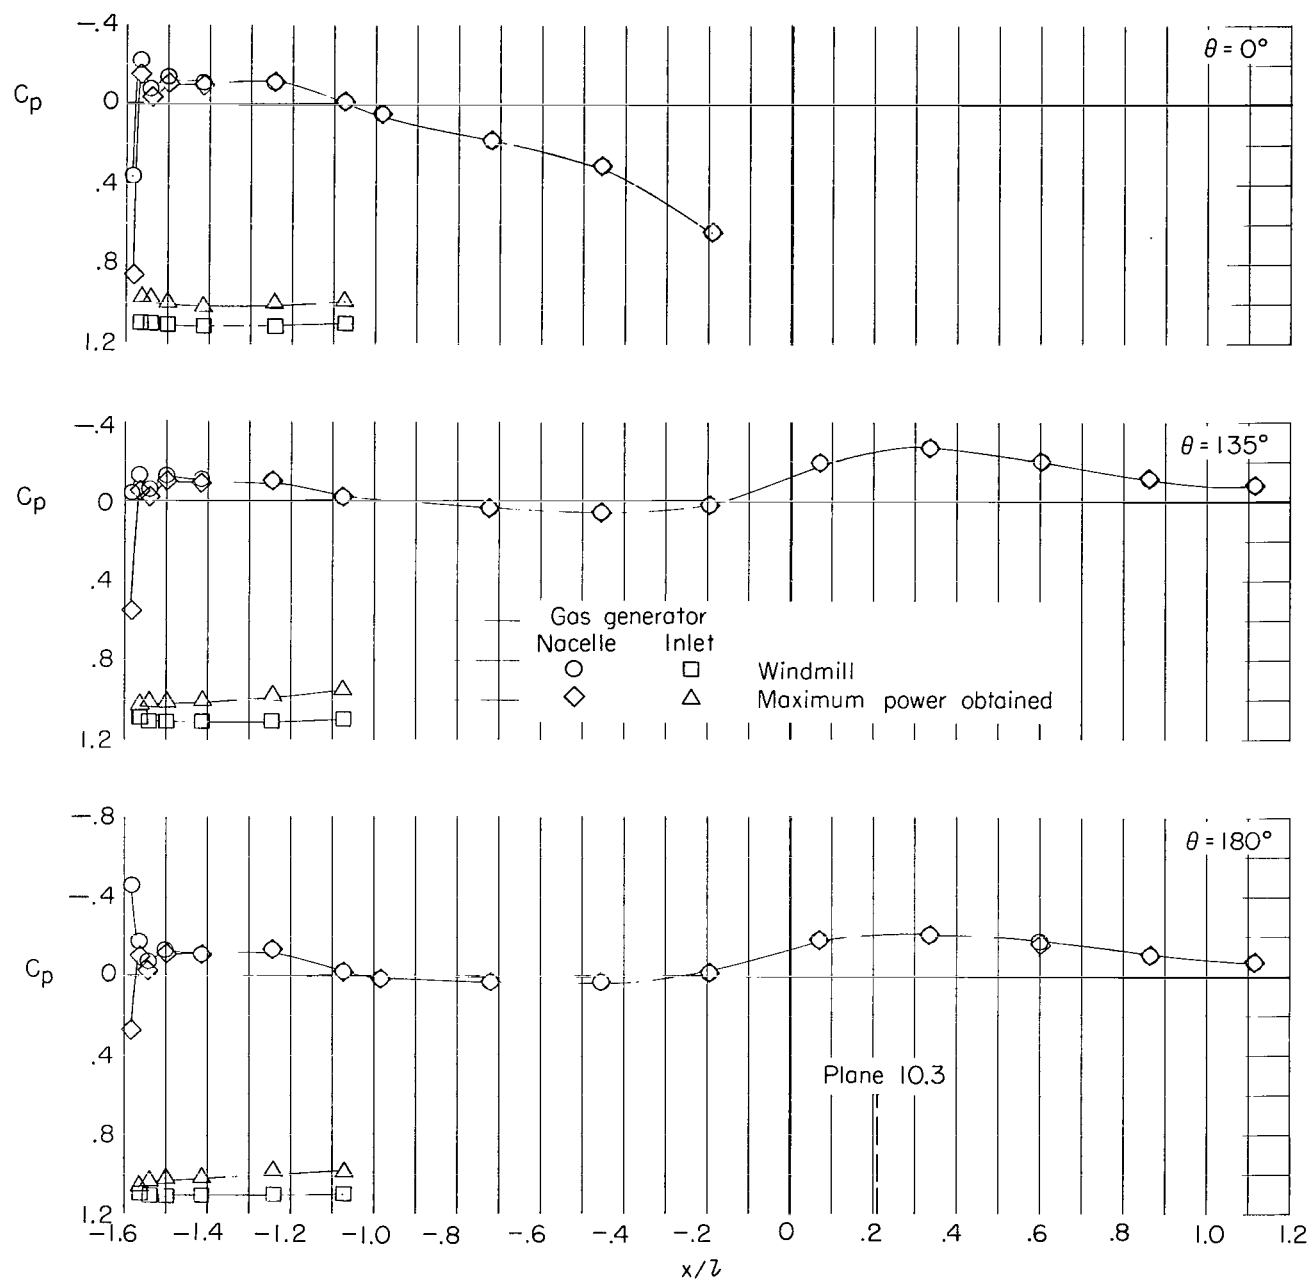 -.4
θ = 0°
Cp
0
.4
.8
1.2
-.4
θ = 135°
Cp
0
.4
Gas generator
Nacelle Inlet
.8
Windmill
Maximum power obtained
1.2
-.8
θ = 180°
-.4
Cp
0
.4
Plane 10.3
.8
1.2
-1.6 -1.4 -1.2 -1.0 -.8 -.6 -.4 -.2 0 .2 .4 .6 .8 1.0 1.2
x/l